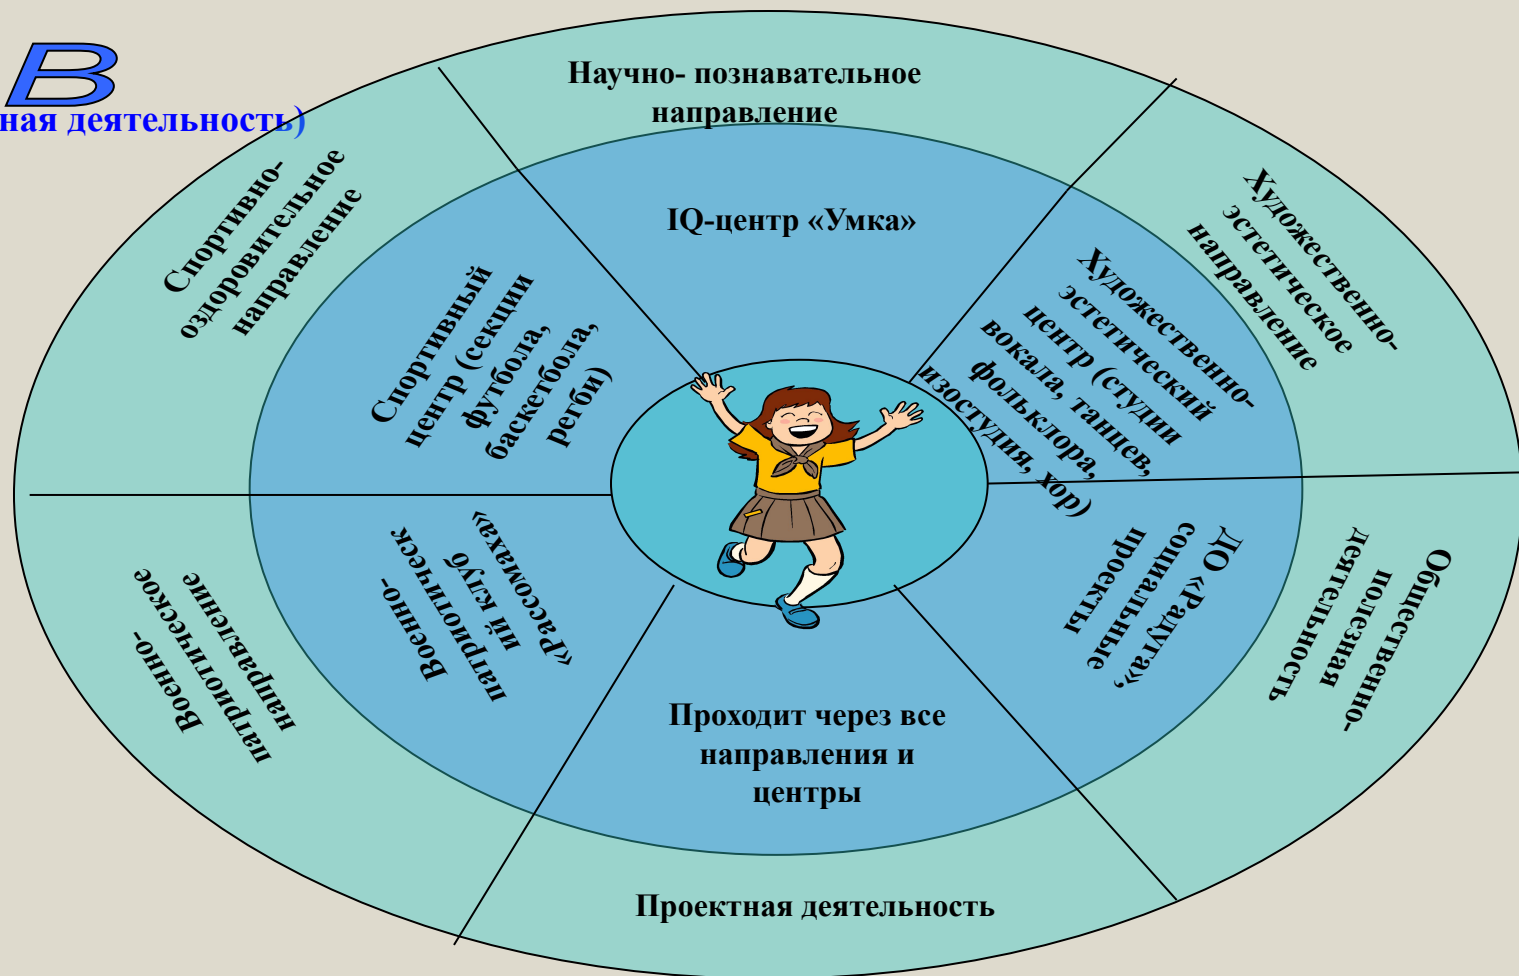 В
ная деятельность)
Научно- познавательное
направление
IQ-центр «Умка»
Спортивно-
оздоровительное
направление
Спортивный
центр (секции
футбола,
баскетбола,
регби)
Художественно-
эстетическое
направление
Художественно-
эстетический
центр (студии
вокала, танцев,
фольклора,
изостудия, хор)
Военно-
патриотическое
направление
Военно-
патриотическ
ий клуб
«Рассомаха»
ДО «Радуга»,
социальные
проекты
Общественно-
полезная
деятельность
Проходит через все
направления и
центры
Проектная деятельность